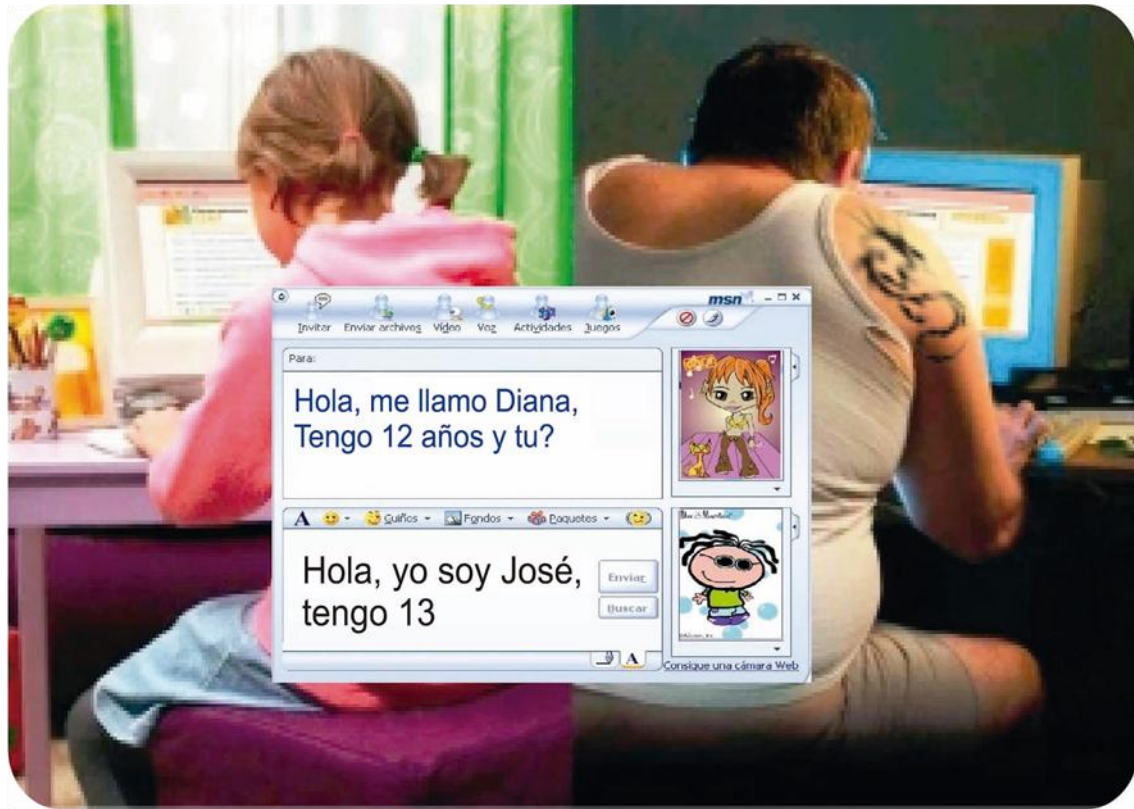 msn
Invitar Enviar archivos Vídeo Voz Actividades Juegos
Para:
Hola, me llamo Diana,
Tengo 12 años y tu?
A Guiños Fondos Paquetes
Hola, yo soy José,
tengo 13
Enviar
Buscar
A
Consigue una cámara Web